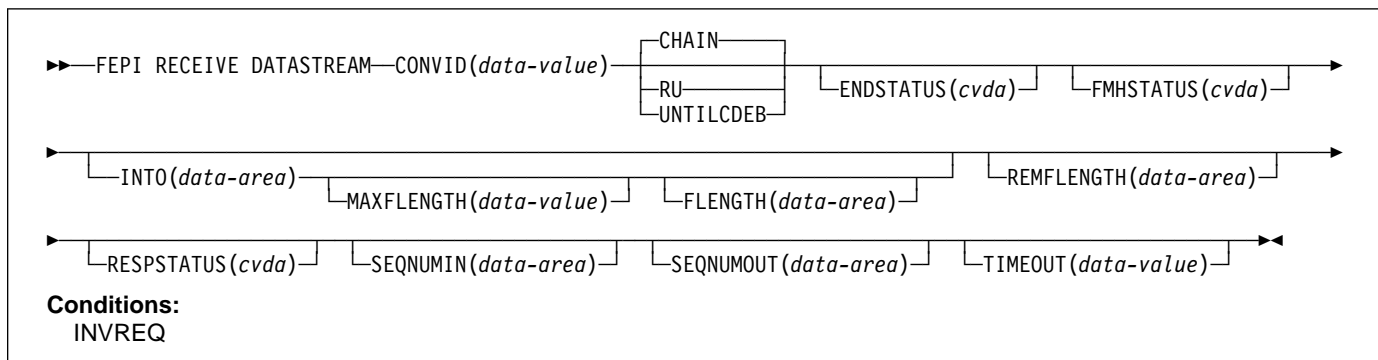 CHAIN
FEPI RECEIVE DATASTREAM CONVID(data-value)
RU ENDSTATUS(cvda) FMHSTATUS(cvda)
UNTILCDEB
INTO(data-area) REMFLENGTH(data-area)
MAXFLENGTH(data-value) FLENGTH(data-area)
RESPSTATUS(cvda) SEQNUMIN(data-area) SEQNUMOUT(data-area) TIMEOUT(data-value)
Conditions:
INVREQ